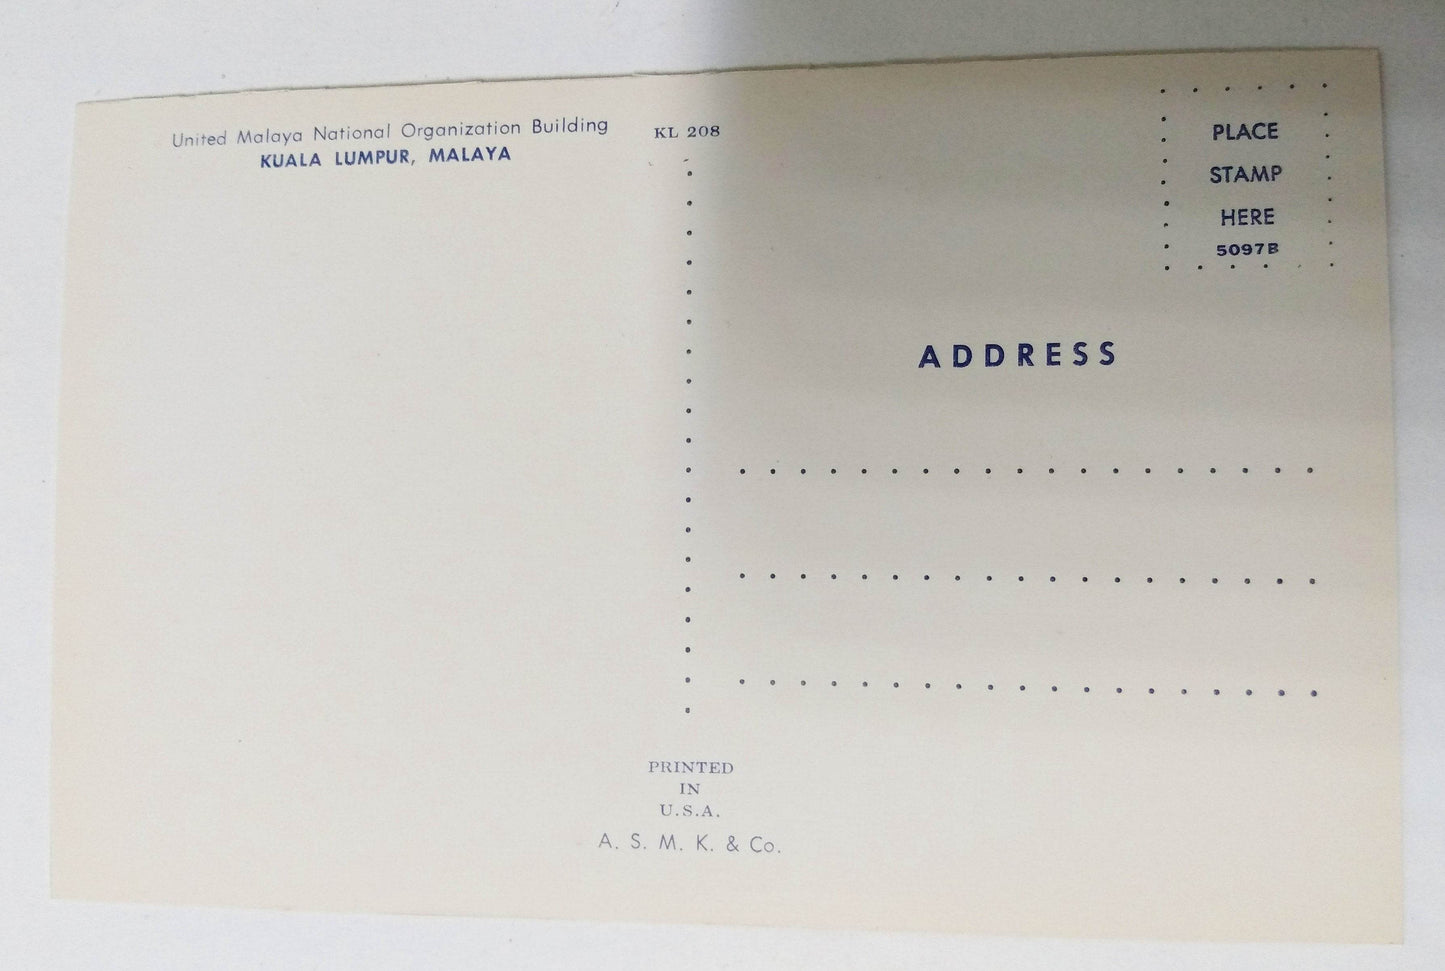 United Malaya National Organization Building
KUALA LUMPUR, MALAYA
KL 208
PLACE
STAMP
HERE
5097B
ADDRESS
PRINTED
IN
U.S.A.
A. S. M. K. & Co.